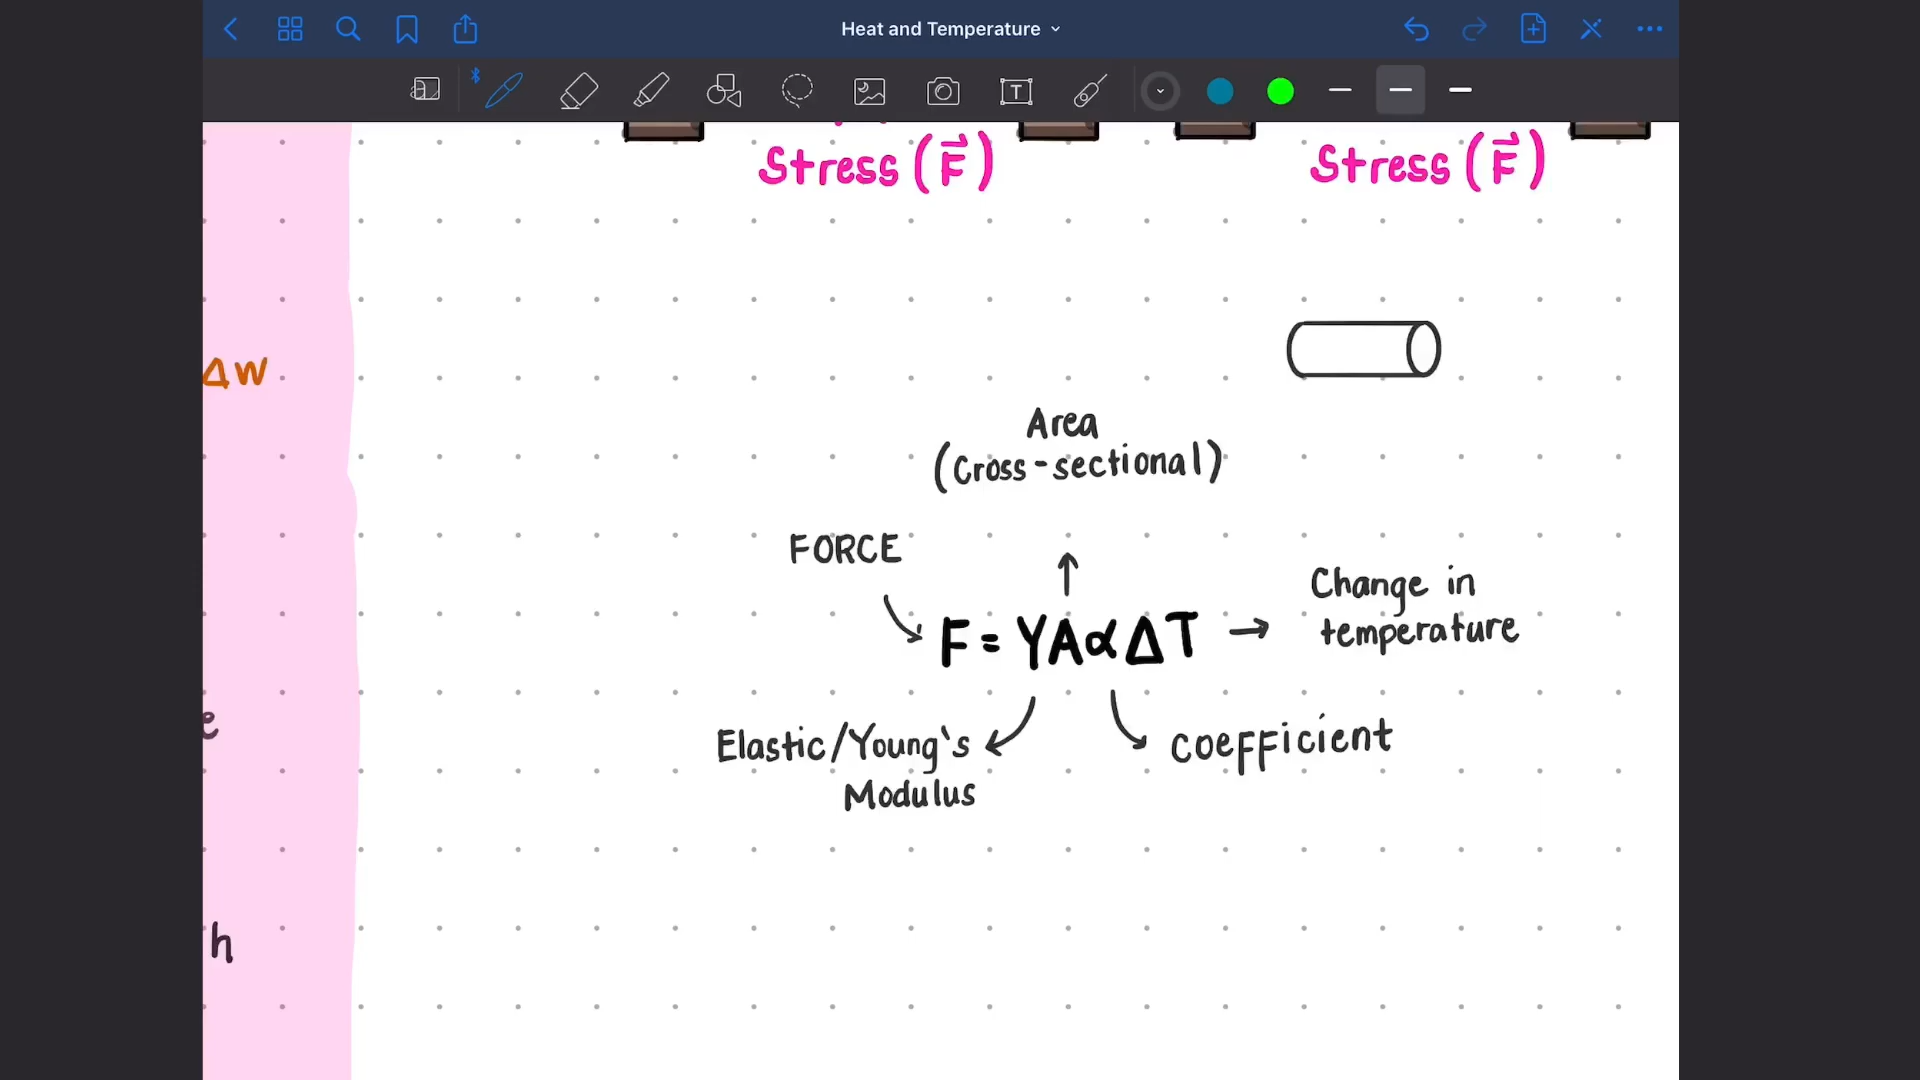 Heat and Temperature
T
Stress (F⃗)
Stress (F⃗)
ΔW
Area
(Cross-sectional)
FORCE
Change in
temperature
F = YAαΔT
e
Elastic/Young's
Modulus
coefficient
h